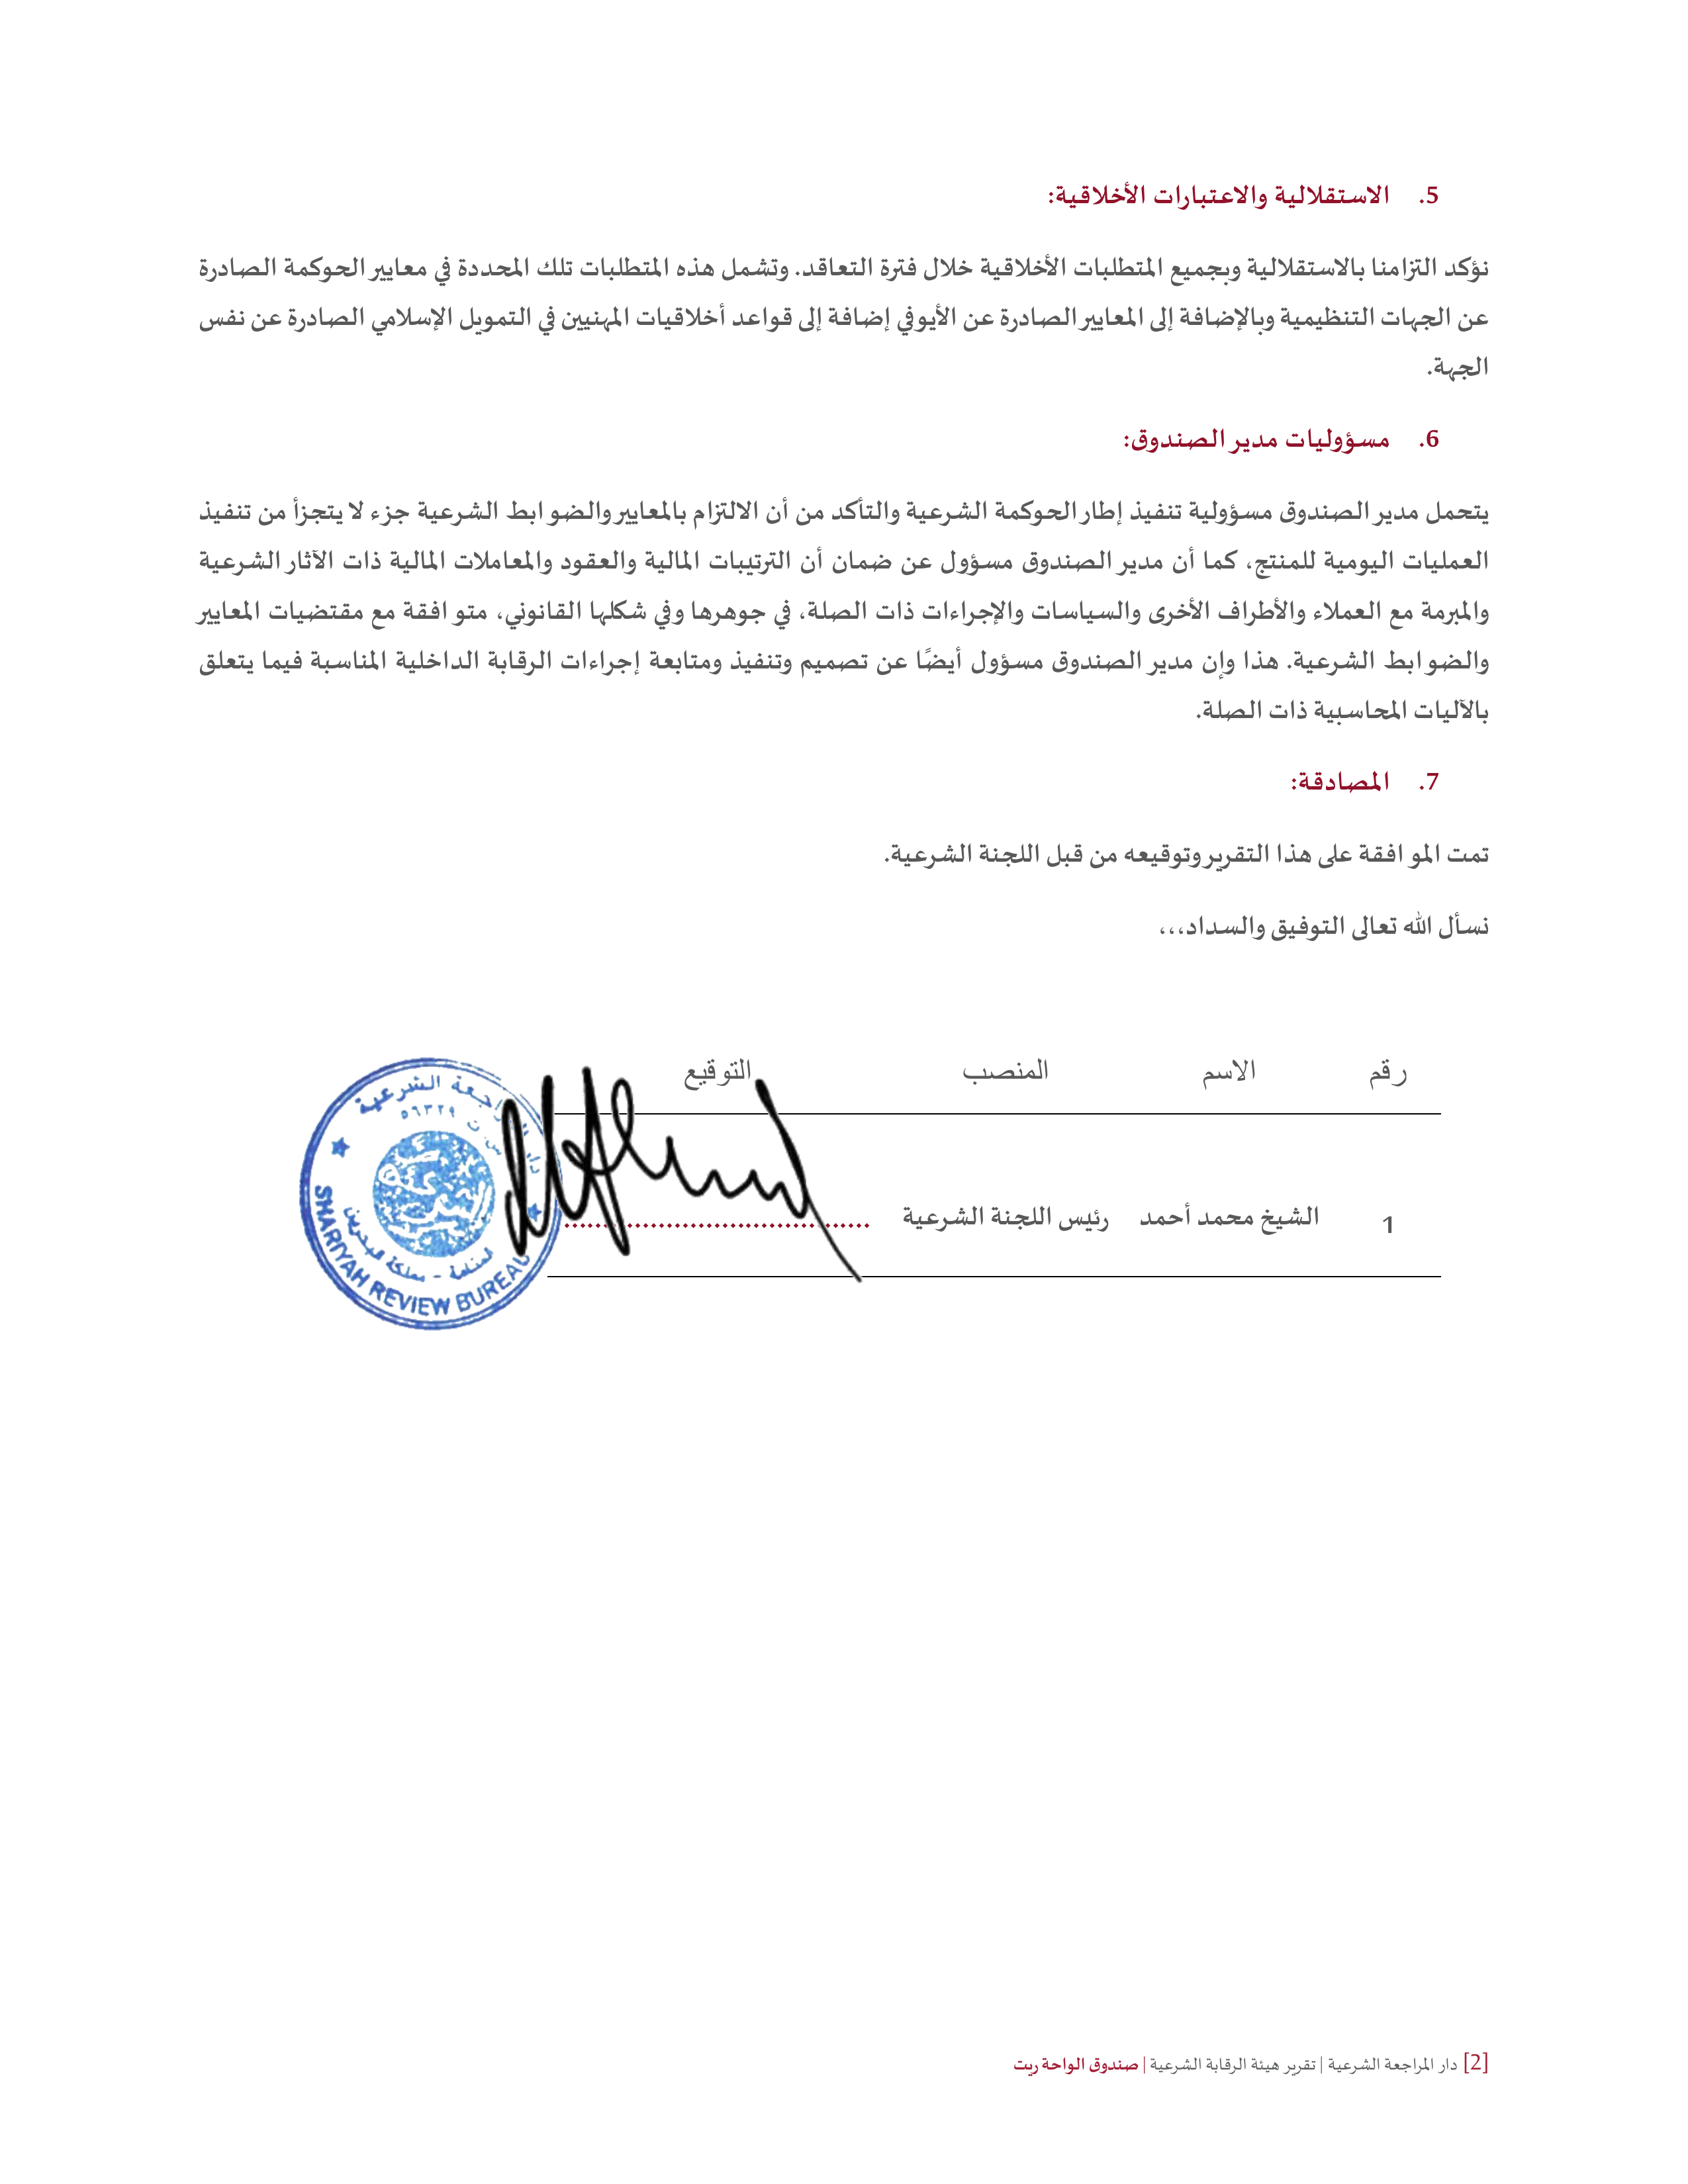 5. الاستقلالية والاعتبارات الأخلاقية:
نؤكد التزامنا بالاستقلالية وبجميع المتطلبات الأخلاقية خلال فترة التعاقد. وتشمل هذه المتطلبات تلك المحددة في معايير الحوكمة الصادرة
عن الجهات التنظيمية وبالإضافة إلى المعايير الصادرة عن الأيوفي إضافة إلى قواعد أخلاقيات المهنيين في التمويل الإسلامي الصادرة عن نفس
الجهة.
6. مسؤوليات مدير الصندوق:
يتحمل مدير الصندوق مسؤولية تنفيذ إطار الحوكمة الشرعية والتأكد من أن الالتزام بالمعايير والضوابط الشرعية جزء لا يتجزأ من تنفيذ
العمليات اليومية للمنتج، كما أن مدير الصندوق مسؤول عن ضمان أن الترتيبات المالية والعقود والمعاملات المالية ذات الآثار الشرعية
والمبرمة مع العملاء والأطراف الأخرى والسياسات والإجراءات ذات الصلة، في جوهرها وفي شكلها القانوني، متوافقة مع مقتضيات المعايير
والضوابط الشرعية. هذا وإن مدير الصندوق مسؤول أيضًا عن تصميم وتنفيذ ومتابعة إجراءات الرقابة الداخلية المناسبة فيما يتعلق
بالآليات المحاسبية ذات الصلة.
7. المصادقة:
تمت الموافقة على هذا التقرير وتوقيعه من قبل اللجنة الشرعية.
نسأل الله تعالى التوفيق والسداد،،،
رقم الاسم المنصب التوقيع
1 الشيخ محمد أحمد رئيس اللجنة الشرعية
دار المراجعة الشرعية
س. ت ٥٦٣٢٩
المنامة - مملكة البحرين
SHARIYAH REVIEW BUREAU
[2] دار المراجعة الشرعية | تقرير هيئة الرقابة الشرعية | صندوق الواحة ريت